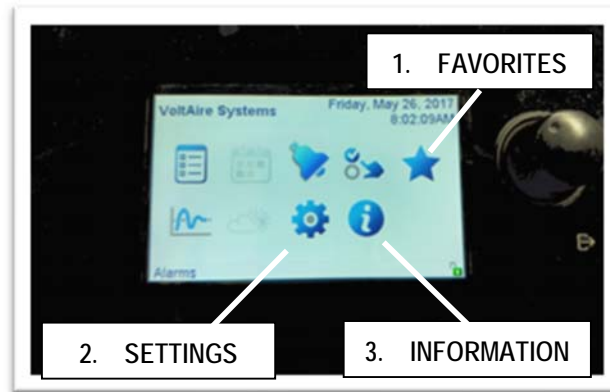 1. FAVORITES
VoltAire Systems
Friday, May 26, 2017
8:02:09AM
Alarms
2. SETTINGS
3. INFORMATION